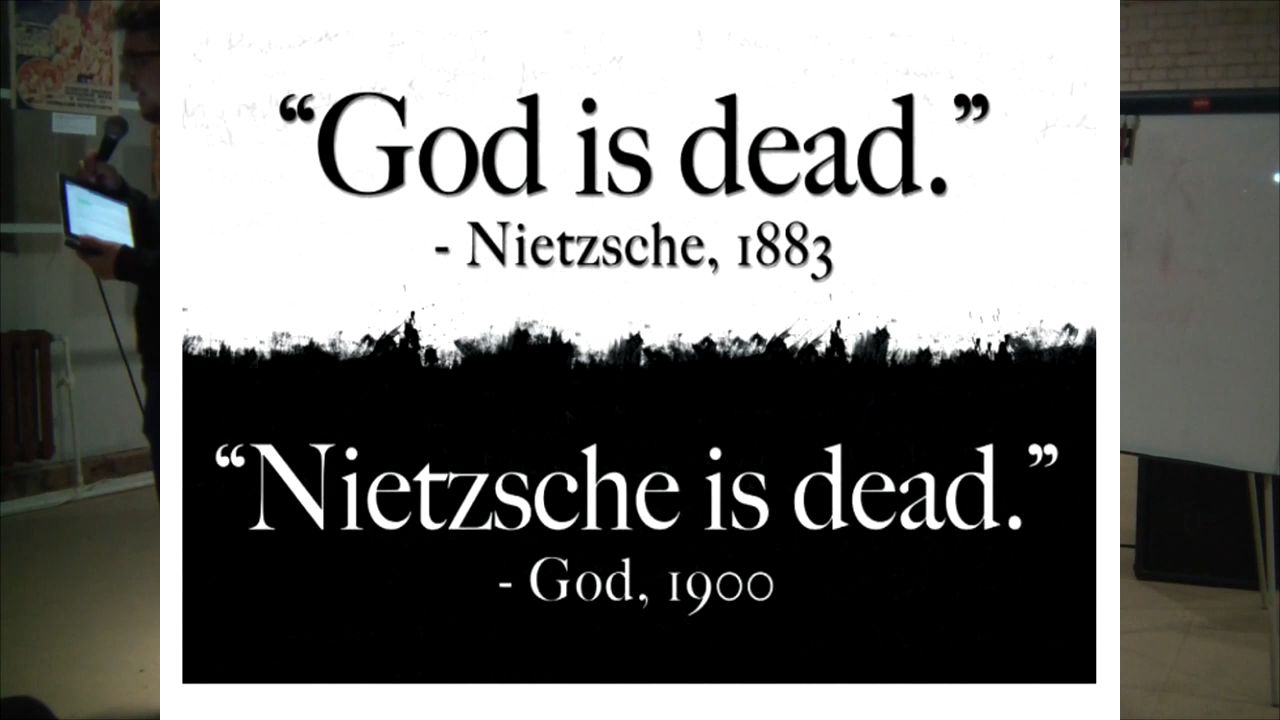 “God is dead.”
- Nietzsche, 1883
“Nietzsche is dead.”
- God, 1900